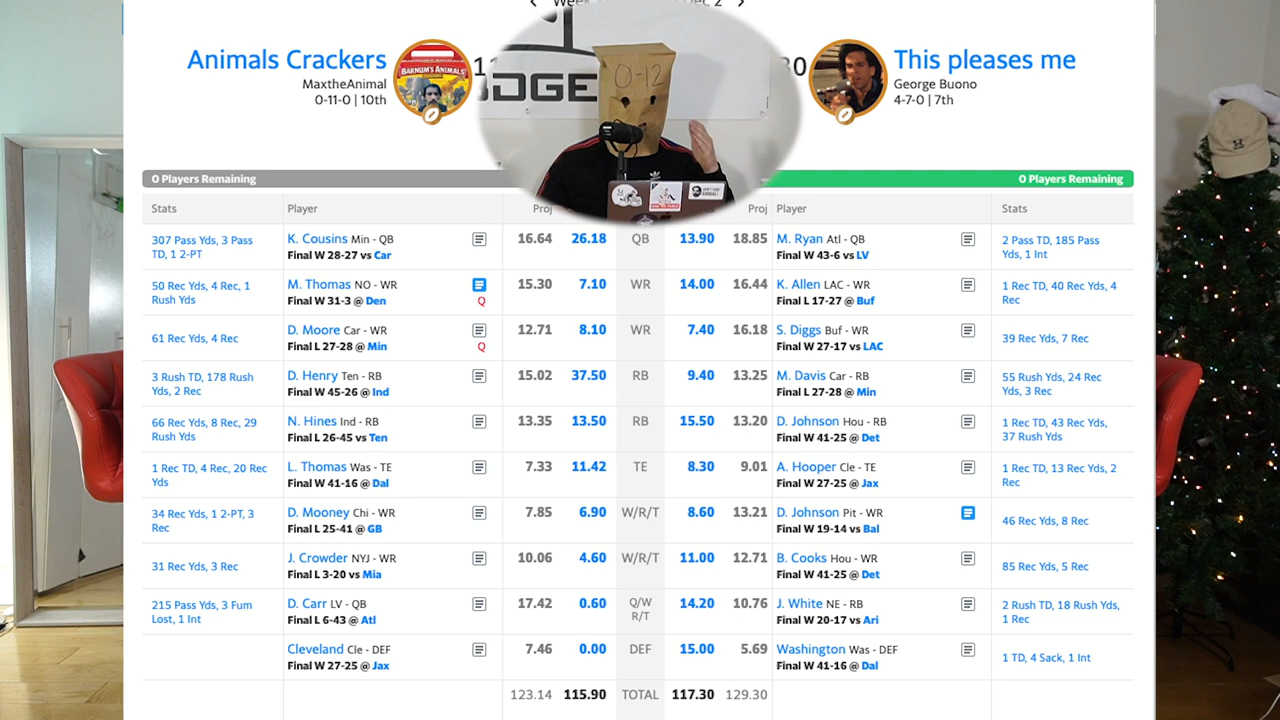 Animals Crackers
MaxtheAnimal
0-11-0 | 10th
BARNUM'S ANIMALS
DGE
0-12
This pleases me
George Buono
4-7-0 | 7th
0 Players Remaining
0 Players Remaining
Stats Player Proj Proj Player Stats
307 Pass Yds, 3 Pass
TD, 1 2-PT
K. Cousins Min - QB
Final W 28-27 vs Car
16.64 26.18 QB 13.90 18.85
M. Ryan Atl - QB
Final W 43-6 vs LV
2 Pass TD, 185 Pass
Yds, 1 Int
50 Rec Yds, 4 Rec, 1
Rush Yds
M. Thomas NO - WR
Final W 31-3 @ Den
Q
15.30 7.10 WR 14.00 16.44
K. Allen LAC - WR
Final L 17-27 @ Buf
1 Rec TD, 40 Rec Yds, 4
Rec
61 Rec Yds, 4 Rec
D. Moore Car - WR
Final L 27-28 @ Min
Q
12.71 8.10 WR 7.40 16.18
S. Diggs Buf - WR
Final W 27-17 vs LAC
39 Rec Yds, 7 Rec
3 Rush TD, 178 Rush
Yds, 2 Rec
D. Henry Ten - RB
Final W 45-26 @ Ind
15.02 37.50 RB 9.40 13.25
M. Davis Car - RB
Final L 27-28 @ Min
55 Rush Yds, 24 Rec
Yds, 3 Rec
66 Rec Yds, 8 Rec, 29
Rush Yds
N. Hines Ind - RB
Final L 26-45 vs Ten
13.35 13.50 RB 15.50 13.20
D. Johnson Hou - RB
Final W 41-25 @ Det
1 Rec TD, 43 Rec Yds,
37 Rush Yds
1 Rec TD, 4 Rec, 20 Rec
Yds
L. Thomas Was - TE
Final W 41-16 @ Dal
7.33 11.42 TE 8.30 9.01
A. Hooper Cle - TE
Final W 27-25 @ Jax
1 Rec TD, 13 Rec Yds, 2
Rec
34 Rec Yds, 1 2-PT, 3
Rec
D. Mooney Chi - WR
Final L 25-41 @ GB
7.85 6.90 W/R/T 8.60 13.21
D. Johnson Pit - WR
Final W 19-14 vs Bal
46 Rec Yds, 8 Rec
31 Rec Yds, 3 Rec
J. Crowder NYJ - WR
Final L 3-20 vs Mia
10.06 4.60 W/R/T 11.00 12.71
B. Cooks Hou - WR
Final W 41-25 @ Det
85 Rec Yds, 5 Rec
215 Pass Yds, 3 Fum
Lost, 1 Int
D. Carr LV - QB
Final L 6-43 @ Atl
17.42 0.60 Q/W
R/T 14.20 10.76
J. White NE - RB
Final W 20-17 vs Ari
2 Rush TD, 18 Rush Yds,
1 Rec
Cleveland Cle - DEF
Final W 27-25 @ Jax
7.46 0.00 DEF 15.00 5.69
Washington Was - DEF
Final W 41-16 @ Dal
1 TD, 4 Sack, 1 Int
123.14 115.90 TOTAL 117.30 129.30